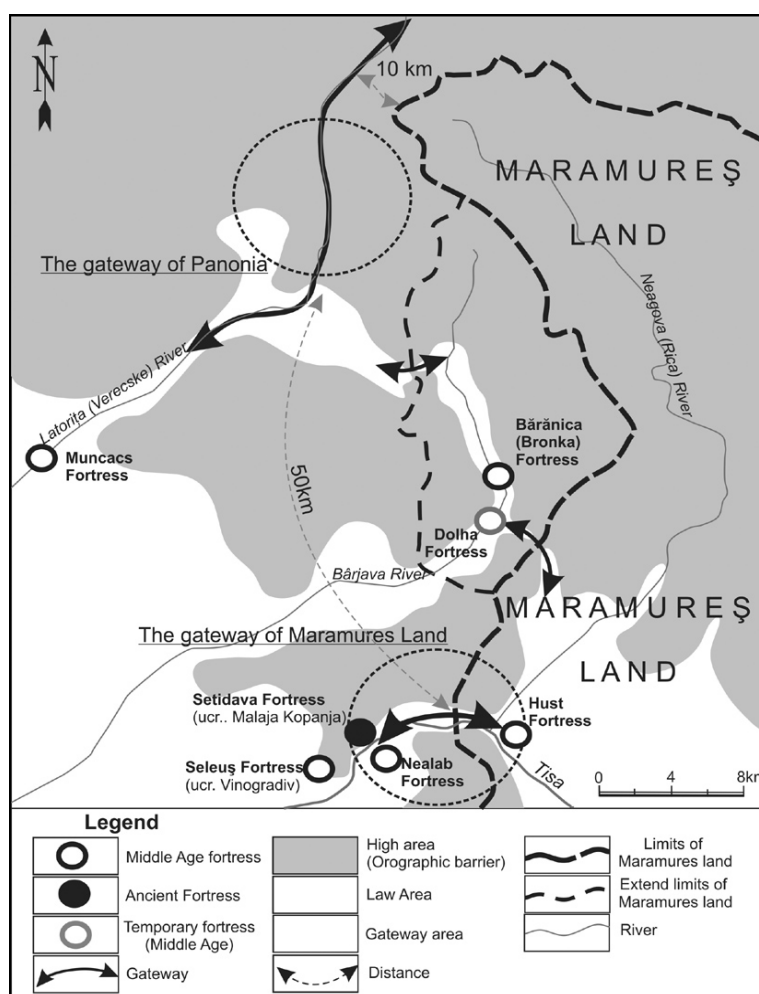 N
10 km
MARAMUREŞ
LAND
The gateway of Panonia
Neagova (Rica) River
Latorița (Verecske) River
Muncacs
Fortress
Bărănica
(Bronka)
Fortress
50km
Dolha
Fortress
Bârjava River
MARAMUREŞ
LAND
The gateway of Maramures Land
Setidava Fortress
(ucr.. Malaja Kopanja)
Hust
Fortress
Seleuş Fortress
(ucr. Vinogradiv)
Nealab
Fortress
Tisa
0 4 8km
Legend
Middle Age fortress
Ancient Fortress
Temporary fortress
(Middle Age)
Gateway
High area
(Orographic barrier)
Law Area
Gateway area
Distance
Limits of
Maramures land
Extend limits of
Maramures land
River